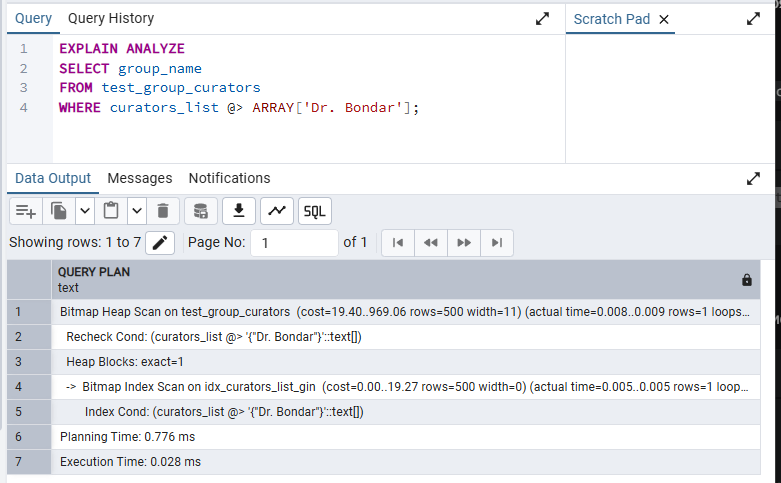 Query Query History
Scratch Pad
1 EXPLAIN ANALYZE
2 SELECT group_name
3 FROM test_group_curators
4 WHERE curators_list @> ARRAY['Dr. Bondar'];
Data Output Messages Notifications
SQL
Showing rows: 1 to 7 Page No: 1 of 1
QUERY PLAN
text
1 Bitmap Heap Scan on test_group_curators (cost=19.40..969.06 rows=500 width=11) (actual time=0.008..0.009 rows=1 loops...
2 Recheck Cond: (curators_list @> '{"Dr. Bondar"}'::text[])
3 Heap Blocks: exact=1
4 -> Bitmap Index Scan on idx_curators_list_gin (cost=0.00..19.27 rows=500 width=0) (actual time=0.005..0.005 rows=1 loop...
5 Index Cond: (curators_list @> '{"Dr. Bondar"}'::text[])
6 Planning Time: 0.776 ms
7 Execution Time: 0.028 ms